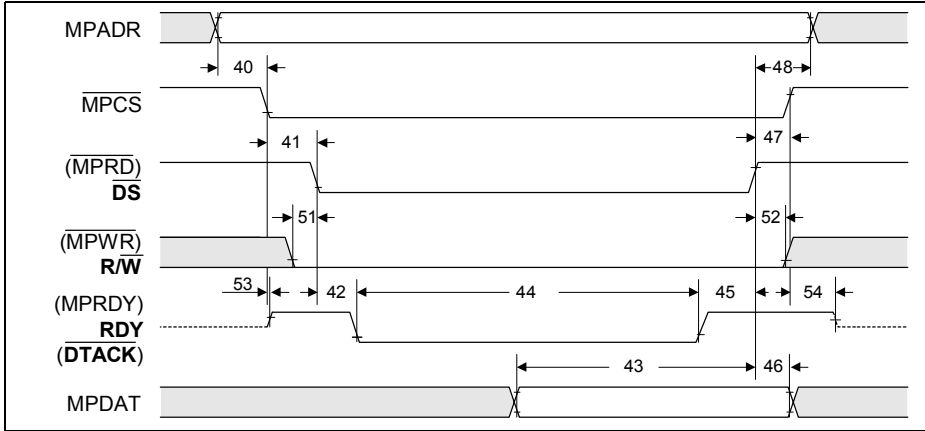 MPADR
40
48
MPCS
41
47
(MPRD)
DS
51
52
(MPWR)
R/W
53
42
44
45
54
(MPRDY)
RDY
(DTACK)
43
46
MPDAT